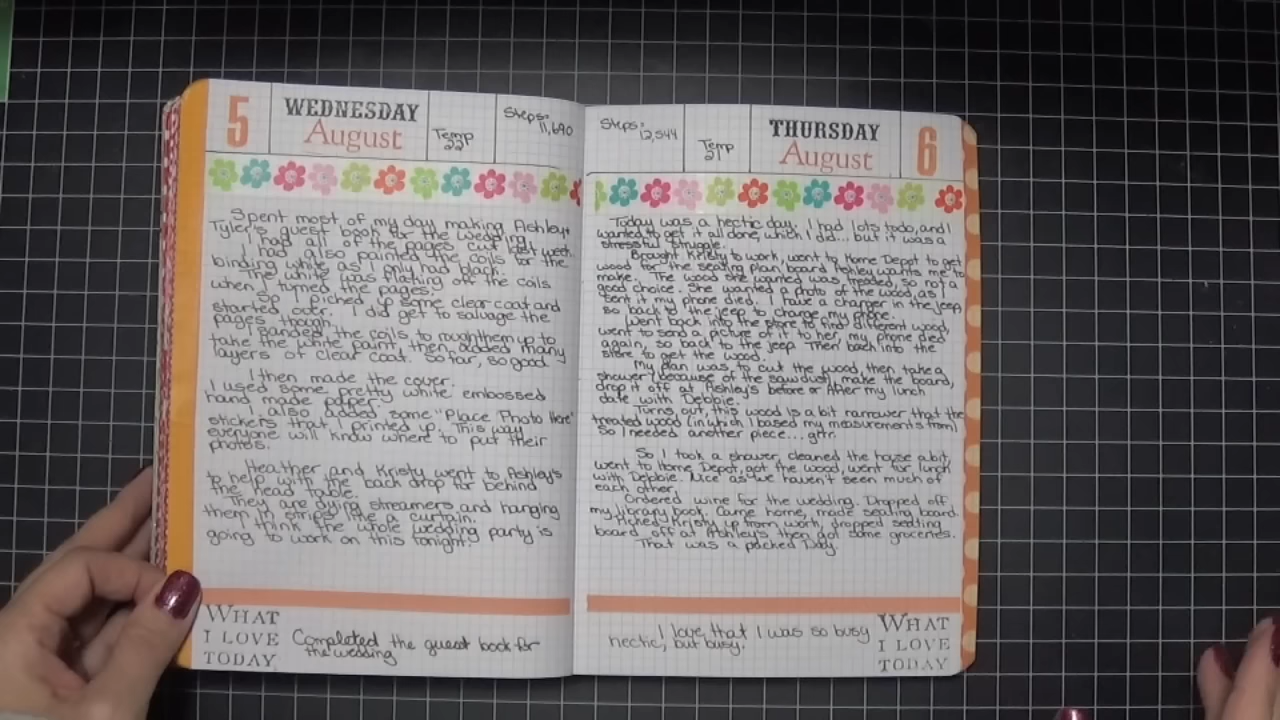 5
WEDNESDAY
August
Temp
22°
Steps:
11,690
Spent most of my day making Ashley +
Tyler's guest book for the wedding.
I had all of the pages cut last week.
I had also painted the coils for the
binding white as I only had black.
The white was flaking off the coils
when I turned the pages.
So I picked up some clear coat and
started over. I did get to salvage the
pages though.
I sanded the coils to rough them up to
take the white paint, then added many
layers of clear coat. So far, so good.
I then made the cover.
I used some pretty white embossed
hand made paper.
I also added some "Place Photo Here"
stickers that I printed up. This way
everyone will know where to put their
photos.
Heather and Kristy went to Ashley's
to help with the back drop for behind
the head table.
They are dying streamers and hanging
them in strips like a curtain.
I think the whole wedding party is
going to work on this tonight.
WHAT
I LOVE
TODAY
Completed the guest book for
the wedding
Steps:
12,544
Temp
21°
THURSDAY
August
6
Today was a hectic day. I had lots todo, and I
wanted to get it all done, which I did... but it was a
stressful struggle.
Brought Kristy to work, went to Home Depot to get
wood for the seating plan board Ashley wants me to
make. The wood she wanted was treated, so not a
good choice. She wanted a photo of the wood, as I
sent it my phone died. I have a charger in the jeep
so back to the jeep to charge my phone.
Went back into the store to find different wood,
went to send a picture of it to her, my phone died
again, so back to the jeep. Then back into the
store to get the wood.
My plan was to cut the wood, then take a
shower (because of the sawdust), make the board,
drop it off at Ashley's before or After my lunch
date with Debbie.
Turns out, this wood is a bit narrower that the
treated wood (in which I based my measurements from)
So I needed another piece... grrr.
So I took a shower, cleaned the house abit,
went to Home Depot, got the wood, went for lunch
with Debbie. Nice as we haven't seen much of
each other.
Ordered wine for the wedding. Dropped off
my library book. Came home, made seating board.
Picked Kristy up from work, dropped seating
board off at Ashley's then got some groceries.
That was a packed Day.
I love that I was so busy
hectic, but busy.
WHAT
I LOVE
TODAY